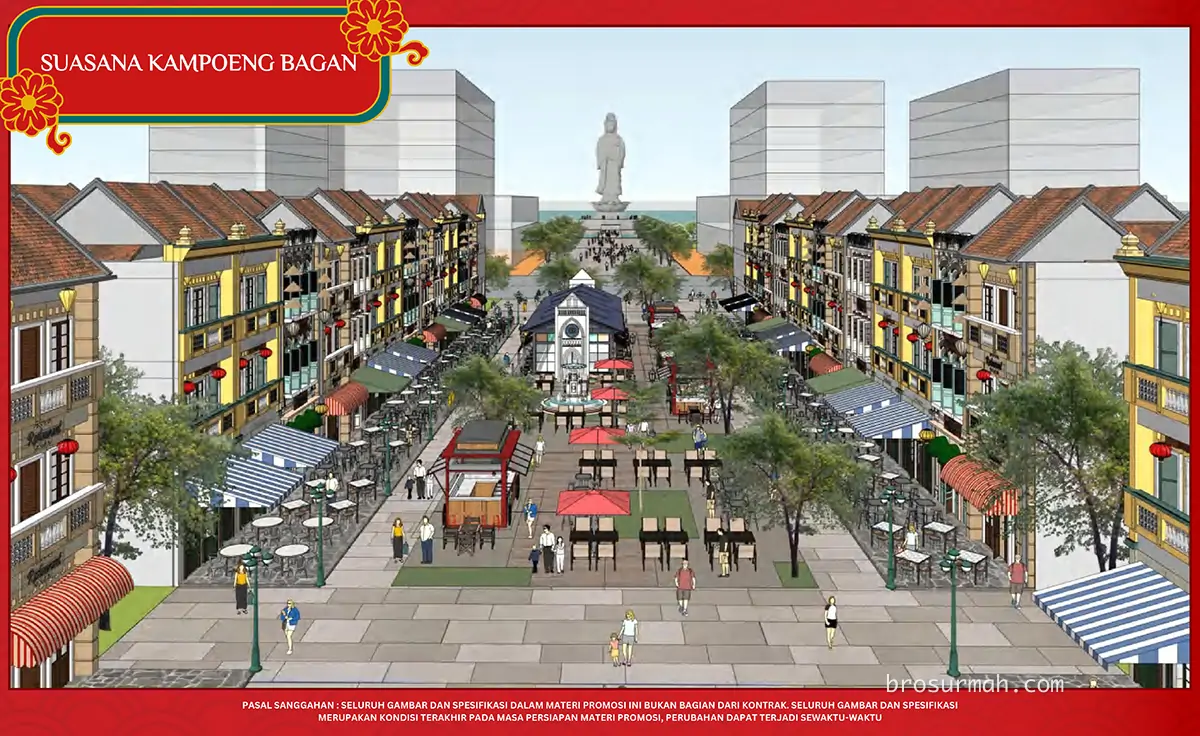 SUASANA KAMPOENG BAGAN
brosurmah.com
PASAL SANGGAHAN : SELURUH GAMBAR DAN SPESIFIKASI DALAM MATERI PROMOSI INI BUKAN BAGIAN DARI KONTRAK. SELURUH GAMBAR DAN SPESIFIKASI
MERUPAKAN KONDISI TERAKHIR PADA MASA PERSIAPAN MATERI PROMOSI, PERUBAHAN DAPAT TERJADI SEWAKTU-WAKTU